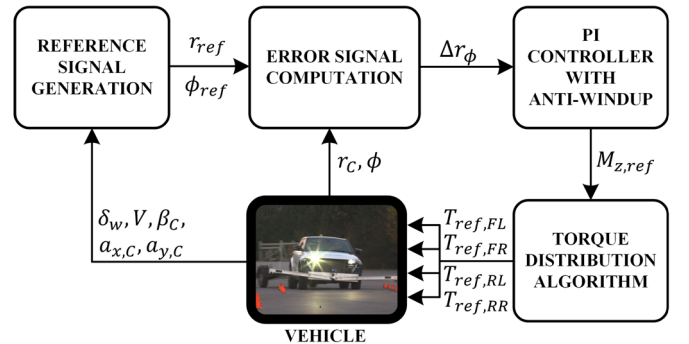 REFERENCE
SIGNAL
GENERATION
r_ref
ϕ_ref
ERROR SIGNAL
COMPUTATION
Δr_ϕ
PI
CONTROLLER
WITH
ANTI-WINDUP
M_z,ref
r_C, ϕ
δ_w, V, β_C,
a_x,C, a_y,C
T_ref,FL
T_ref,FR
T_ref,RL
T_ref,RR
TORQUE
DISTRIBUTION
ALGORITHM
VEHICLE